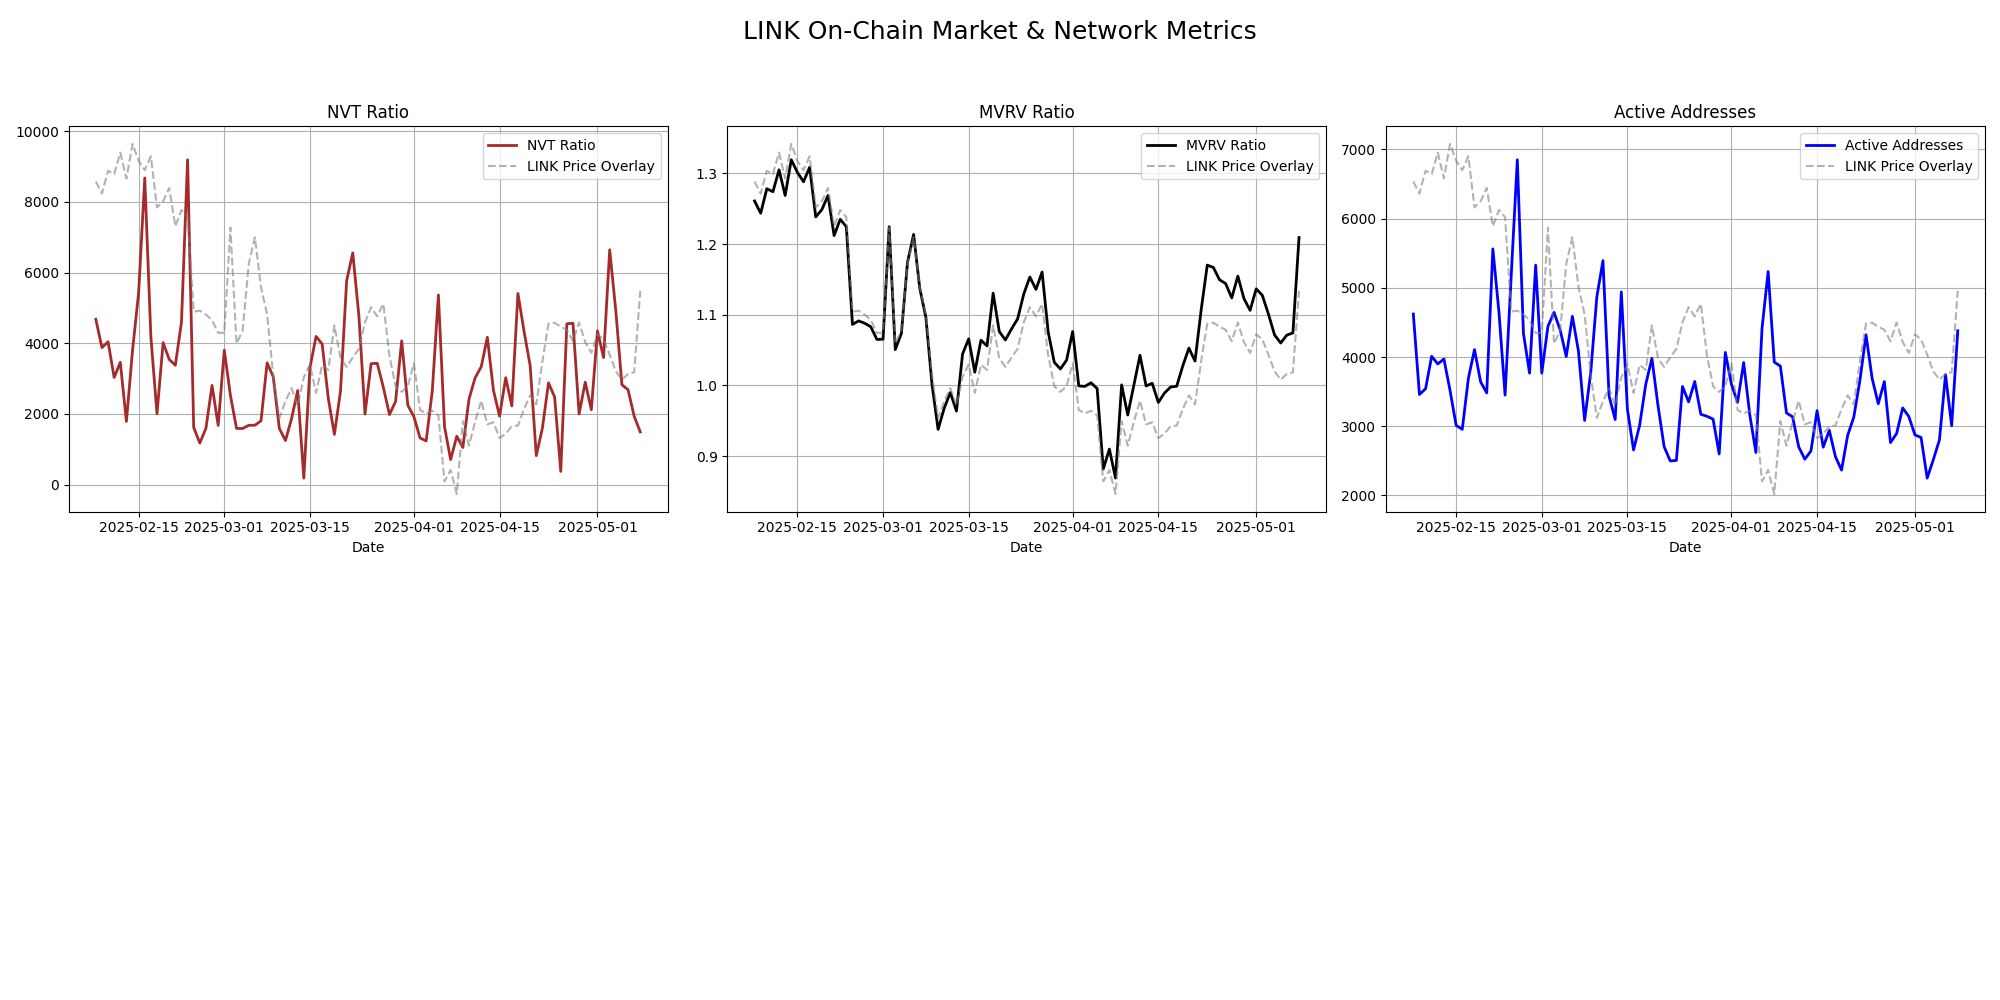 LINK On-Chain Market & Network Metrics
NVT Ratio
10000
8000
6000
4000
2000
0
NVT Ratio
LINK Price Overlay
2025-02-15 2025-03-01 2025-03-15 2025-04-01 2025-04-15 2025-05-01
Date
MVRV Ratio
1.3
1.2
1.1
1.0
0.9
MVRV Ratio
LINK Price Overlay
2025-02-15 2025-03-01 2025-03-15 2025-04-01 2025-04-15 2025-05-01
Date
Active Addresses
7000
6000
5000
4000
3000
2000
Active Addresses
LINK Price Overlay
2025-02-15 2025-03-01 2025-03-15 2025-04-01 2025-04-15 2025-05-01
Date